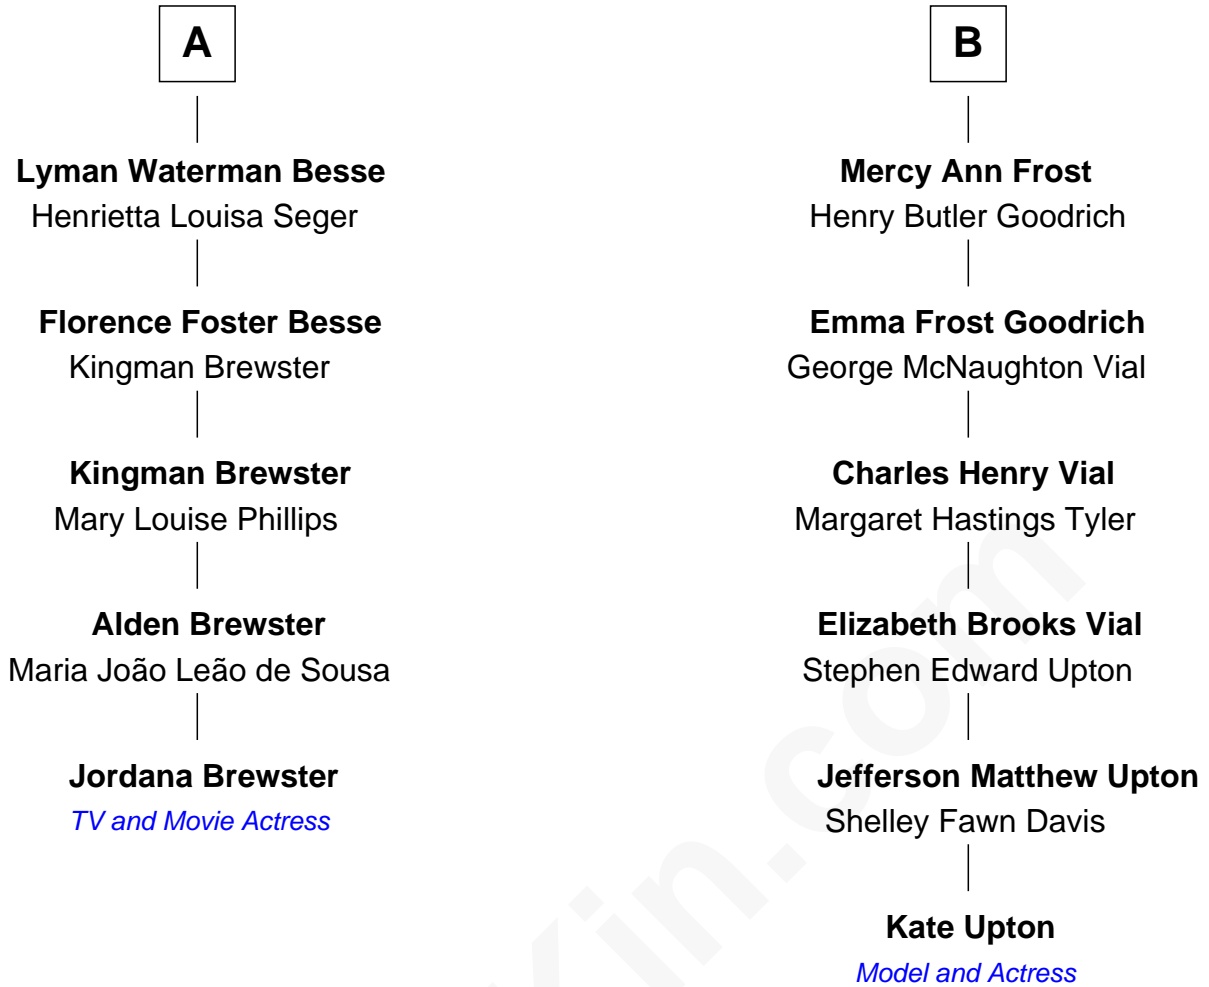 A
Lyman Waterman Besse
Henrietta Louisa Seger
Florence Foster Besse
Kingman Brewster
Kingman Brewster
Mary Louise Phillips
Alden Brewster
Maria João Leão de Sousa
Jordana Brewster
TV and Movie Actress
B
Mercy Ann Frost
Henry Butler Goodrich
Emma Frost Goodrich
George McNaughton Vial
Charles Henry Vial
Margaret Hastings Tyler
Elizabeth Brooks Vial
Stephen Edward Upton
Jefferson Matthew Upton
Shelley Fawn Davis
Kate Upton
Model and Actress
Kin.com